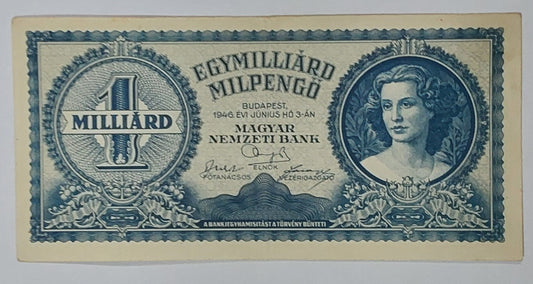 1
MILLIÁRD
EGYMILLIÁRD
MILPENGŐ
BUDAPEST,
1946. ÉVI JÚNIUS HÓ 3-ÁN
MAGYAR
NEMZETI BANK
ELNÖK
FŐTANÁCSOS
VEZÉRIGAZGATÓ
A BANKJEGYHAMISÍTÁST A TÖRVÉNY BÜNTETI